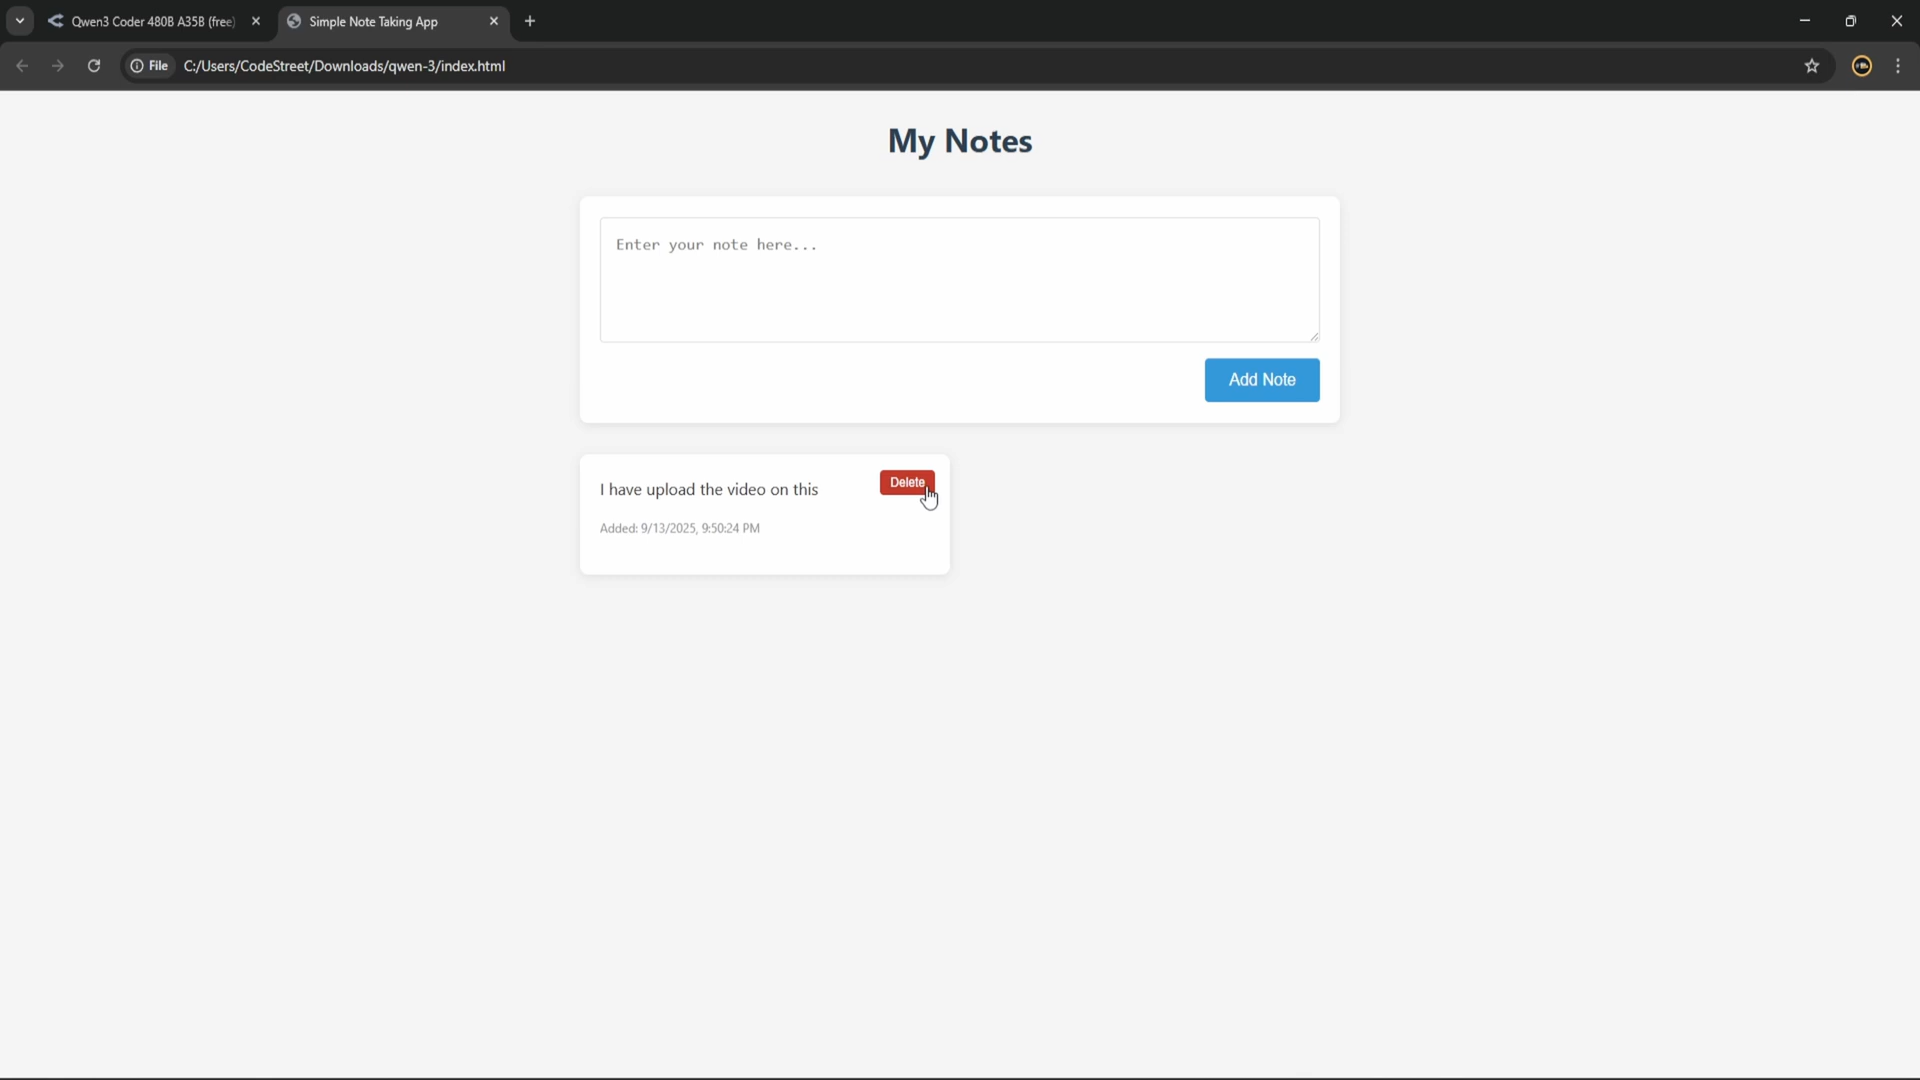 Qwen3 Coder 480B A35B (free)
Simple Note Taking App
File
C:/Users/CodeStreet/Downloads/qwen-3/index.html
My Notes
Enter your note here...
Add Note
I have upload the video on this
Delete
Added: 9/13/2025, 9:50:24 PM